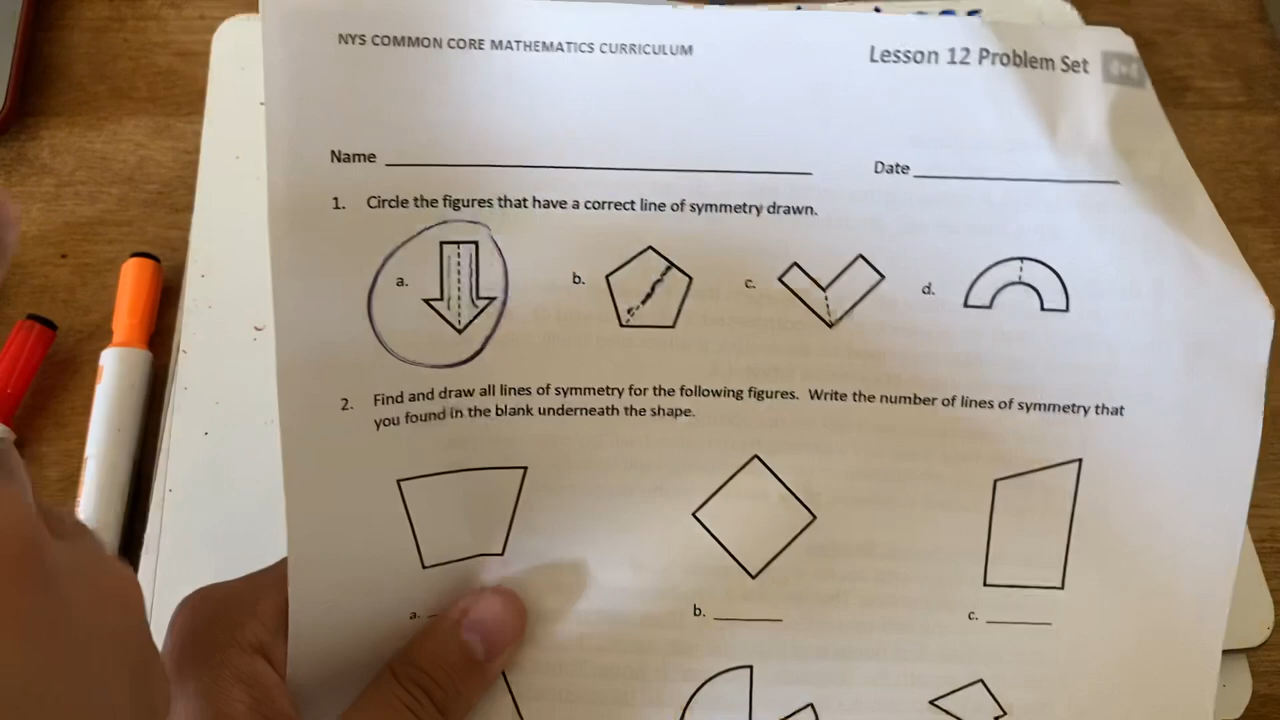 NYS COMMON CORE MATHEMATICS CURRICULUM
Lesson 12 Problem Set
Name
Date
1. Circle the figures that have a correct line of symmetry drawn.
a.
b.
c.
d.
2. Find and draw all lines of symmetry for the following figures. Write the number of lines of symmetry that
you found in the blank underneath the shape.
a.
b.
c.